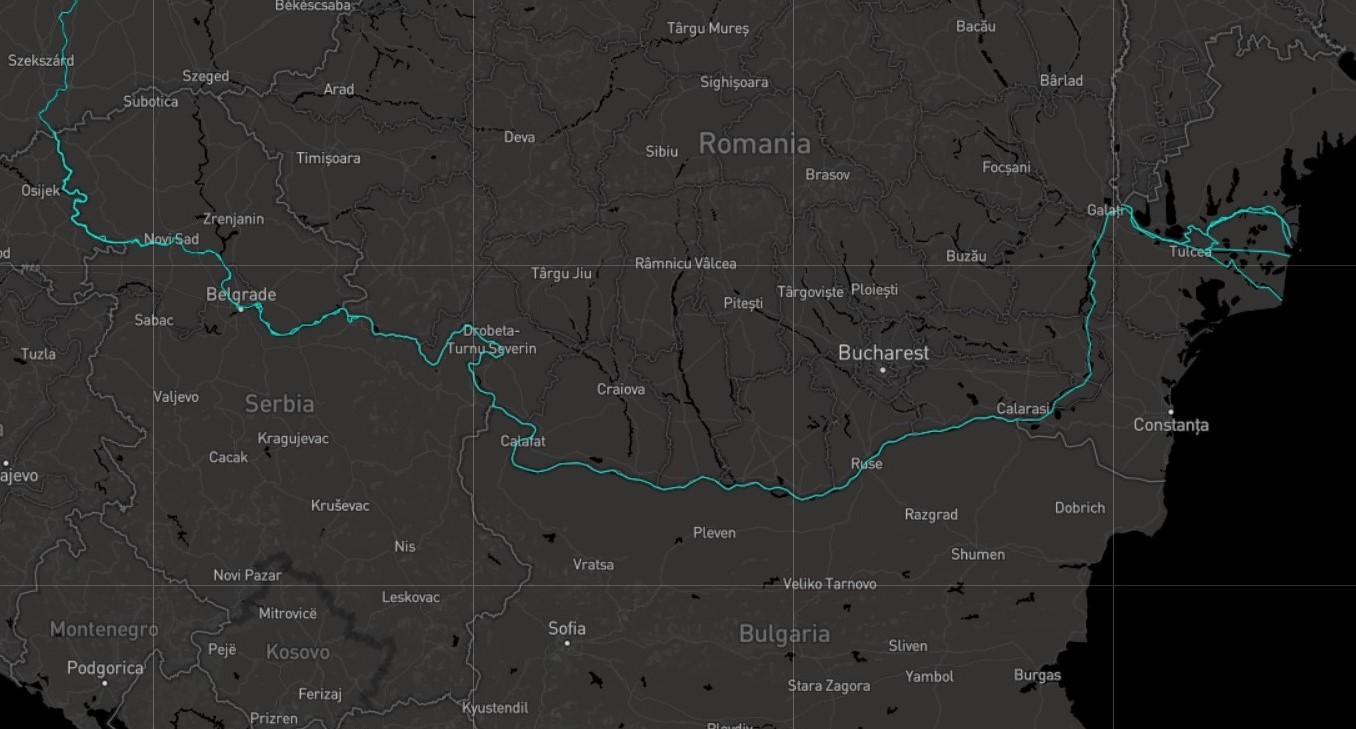 Békéscsaba
Târgu Mureș
Bacău
Szekszárd
Szeged
Arad
Sighișoara
Bârlad
Subotica
Deva
Romania
Timișoara
Sibiu
Brasov
Focșani
Osijek
Zrenjanin
Galați
Novi Sad
Buzău
Tulcea
Târgu Jiu
Râmnicu Vâlcea
Belgrade
Pitești
Târgoviște
Ploiești
Sabac
Drobeta-
Turnu Severin
Tuzla
Bucharest
Valjevo
Craiova
Serbia
Calarasi
Constanța
Kragujevac
Calafat
Cacak
Ruse
ajevo
Kruševac
Razgrad
Dobrich
Pleven
Nis
Shumen
Vratsa
Novi Pazar
Veliko Tarnovo
Leskovac
Mitrovicë
Montenegro
Sofia
Bulgaria
Pejë
Kosovo
Sliven
Podgorica
Burgas
Yambol
Stara Zagora
Ferizaj
Kyustendil
Prizren
Plovdiv